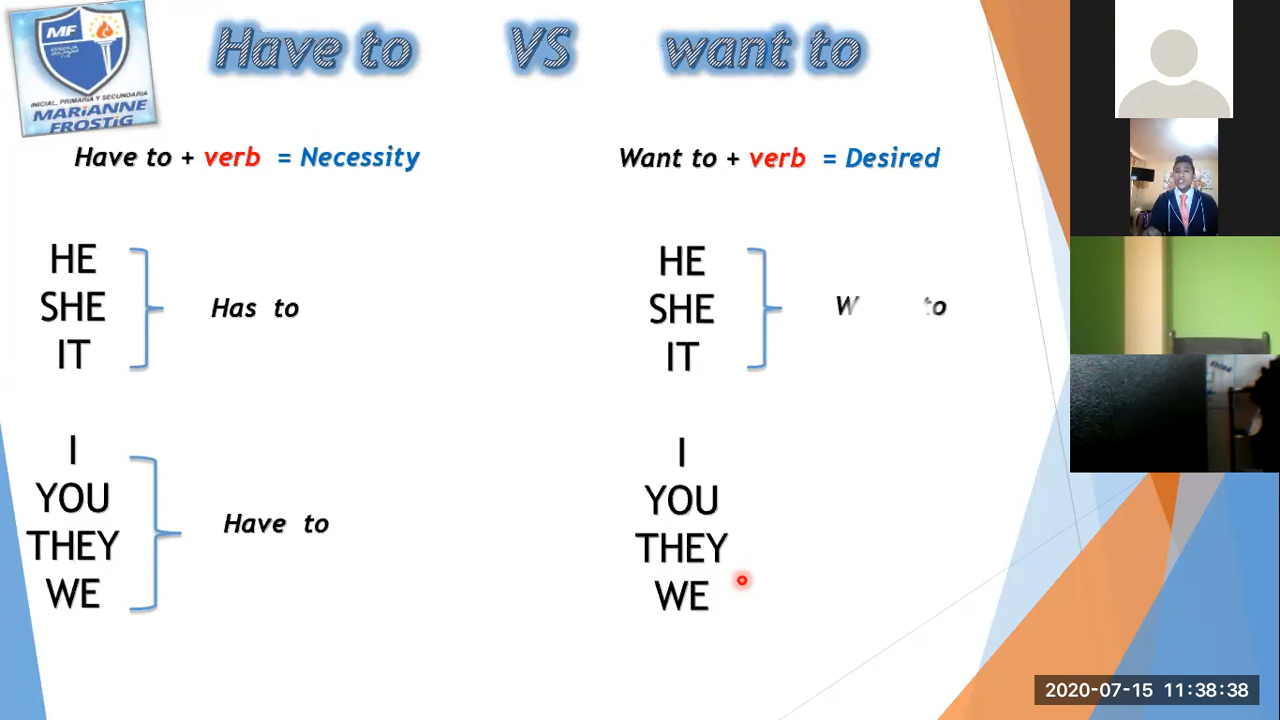 MF
INICIAL, PRIMARIA Y SECUNDARIA
MARIANNE
FROSTIG
Have to VS want to
Have to + verb = Necessity
Want to + verb = Desired
HE
SHE
IT
Has to
HE
SHE
IT
W to
I
YOU
THEY
WE
Have to
I
YOU
THEY
WE
2020-07-15 11:38:38